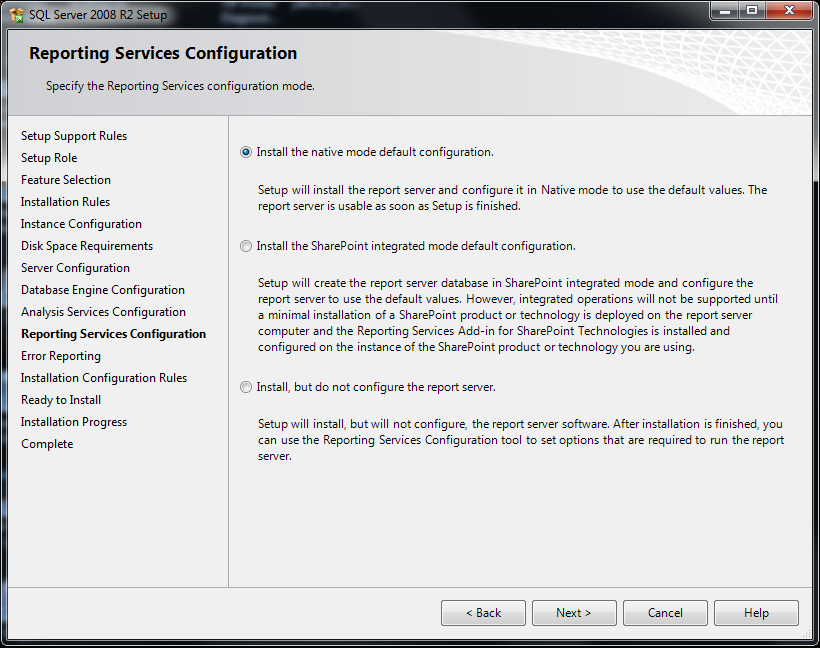 SQL Server 2008 R2 Setup
Reporting Services Configuration
Specify the Reporting Services configuration mode.
Setup Support Rules
Setup Role
Feature Selection
Installation Rules
Instance Configuration
Disk Space Requirements
Server Configuration
Database Engine Configuration
Analysis Services Configuration
Reporting Services Configuration
Error Reporting
Installation Configuration Rules
Ready to Install
Installation Progress
Complete
Install the native mode default configuration.
Setup will install the report server and configure it in Native mode to use the default values. The
report server is usable as soon as Setup is finished.
Install the SharePoint integrated mode default configuration.
Setup will create the report server database in SharePoint integrated mode and configure the
report server to use the default values. However, integrated operations will not be supported until
a minimal installation of a SharePoint product or technology is deployed on the report server
computer and the Reporting Services Add-in for SharePoint Technologies is installed and
configured on the instance of the SharePoint product or technology you are using.
Install, but do not configure the report server.
Setup will install, but will not configure, the report server software. After installation is finished, you
can use the Reporting Services Configuration tool to set options that are required to run the report
server.
< Back
Next >
Cancel
Help